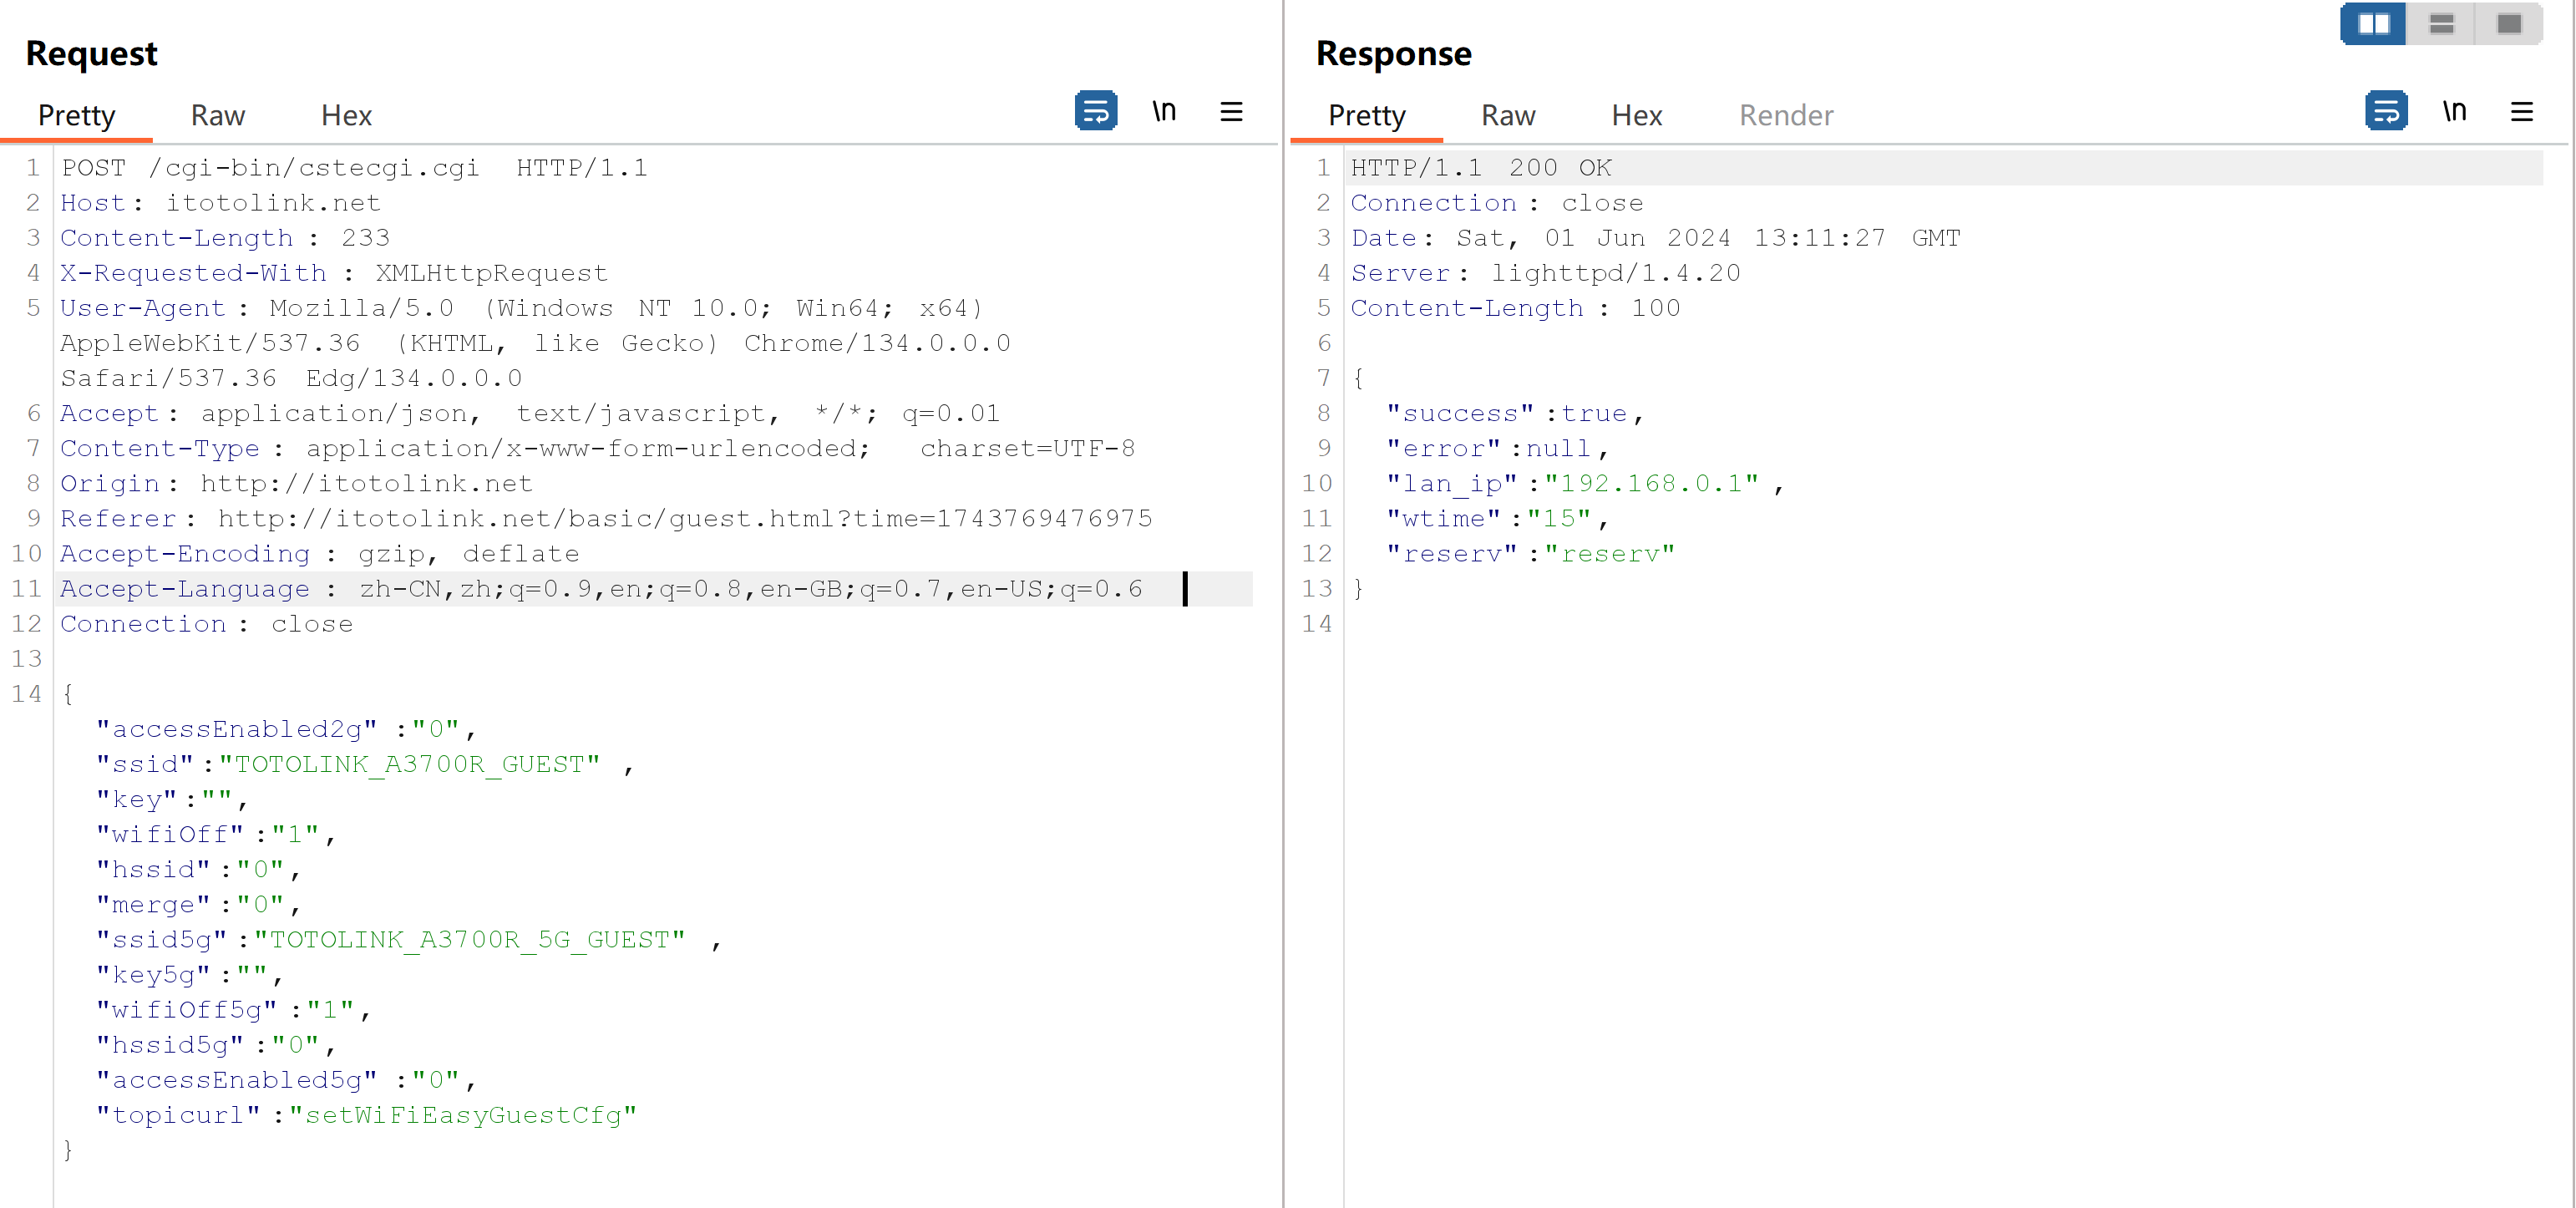 Request
Pretty Raw Hex \n
1 POST /cgi-bin/cstecgi.cgi HTTP/1.1
2 Host: itotolink.net
3 Content-Length: 233
4 X-Requested-With: XMLHttpRequest
5 User-Agent: Mozilla/5.0 (Windows NT 10.0; Win64; x64)
AppleWebKit/537.36 (KHTML, like Gecko) Chrome/134.0.0.0
Safari/537.36 Edg/134.0.0.0
6 Accept: application/json, text/javascript, */*; q=0.01
7 Content-Type: application/x-www-form-urlencoded; charset=UTF-8
8 Origin: http://itotolink.net
9 Referer: http://itotolink.net/basic/guest.html?time=1743769476975
10 Accept-Encoding: gzip, deflate
11 Accept-Language: zh-CN,zh;q=0.9,en;q=0.8,en-GB;q=0.7,en-US;q=0.6
12 Connection: close
13
14 {
"accessEnabled2g":"0",
"ssid":"TOTOLINK_A3700R_GUEST",
"key":"",
"wifiOff":"1",
"hssid":"0",
"merge":"0",
"ssid5g":"TOTOLINK_A3700R_5G_GUEST",
"key5g":"",
"wifiOff5g":"1",
"hssid5g":"0",
"accessEnabled5g":"0",
"topicurl":"setWiFiEasyGuestCfg"
}
Response
Pretty Raw Hex Render \n
1 HTTP/1.1 200 OK
2 Connection: close
3 Date: Sat, 01 Jun 2024 13:11:27 GMT
4 Server: lighttpd/1.4.20
5 Content-Length: 100
6
7 {
8 "success":true,
9 "error":null,
10 "lan_ip":"192.168.0.1",
11 "wtime":"15",
12 "reserv":"reserv"
13 }
14